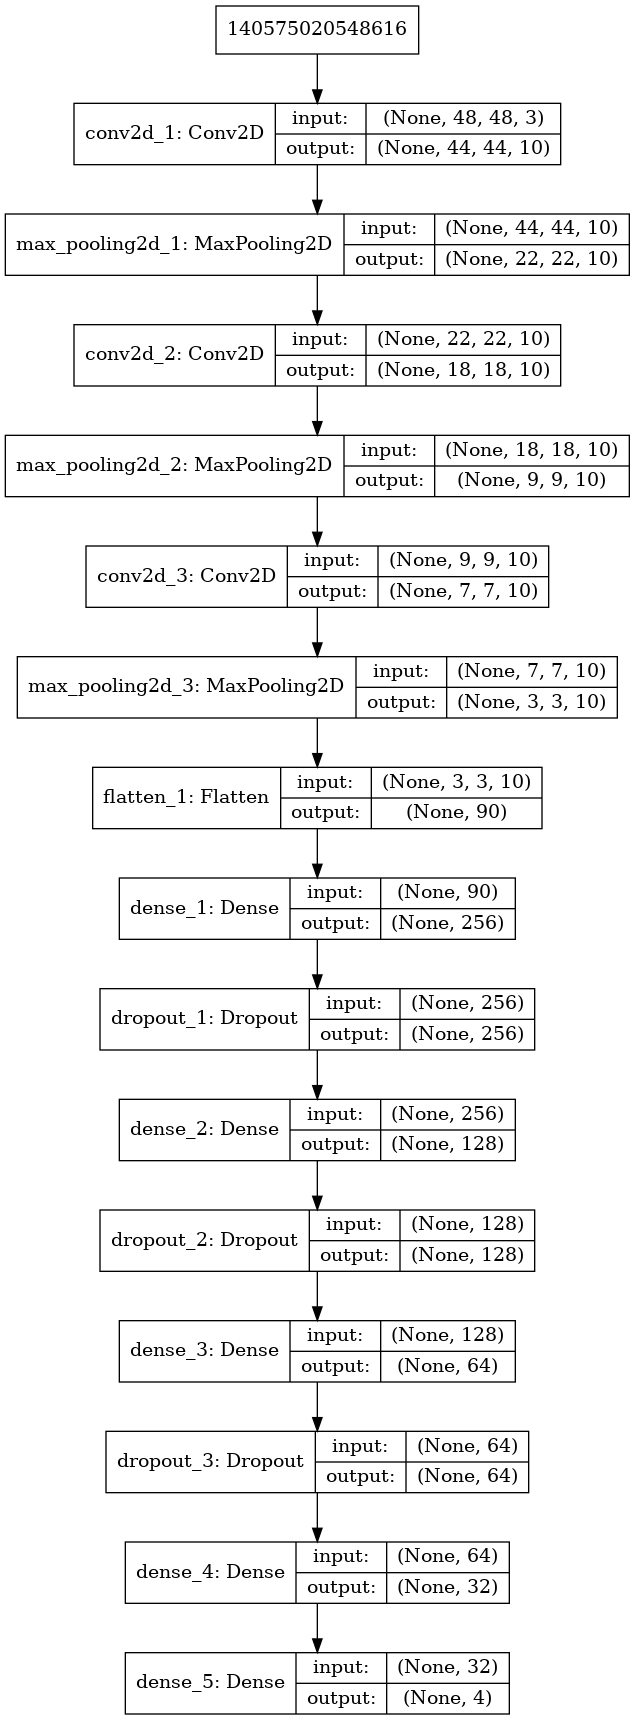 140575020548616
conv2d_1: Conv2D
input: (None, 48, 48, 3)
output: (None, 44, 44, 10)
max_pooling2d_1: MaxPooling2D
input: (None, 44, 44, 10)
output: (None, 22, 22, 10)
conv2d_2: Conv2D
input: (None, 22, 22, 10)
output: (None, 18, 18, 10)
max_pooling2d_2: MaxPooling2D
input: (None, 18, 18, 10)
output: (None, 9, 9, 10)
conv2d_3: Conv2D
input: (None, 9, 9, 10)
output: (None, 7, 7, 10)
max_pooling2d_3: MaxPooling2D
input: (None, 7, 7, 10)
output: (None, 3, 3, 10)
flatten_1: Flatten
input: (None, 3, 3, 10)
output: (None, 90)
dense_1: Dense
input: (None, 90)
output: (None, 256)
dropout_1: Dropout
input: (None, 256)
output: (None, 256)
dense_2: Dense
input: (None, 256)
output: (None, 128)
dropout_2: Dropout
input: (None, 128)
output: (None, 128)
dense_3: Dense
input: (None, 128)
output: (None, 64)
dropout_3: Dropout
input: (None, 64)
output: (None, 64)
dense_4: Dense
input: (None, 64)
output: (None, 32)
dense_5: Dense
input: (None, 32)
output: (None, 4)